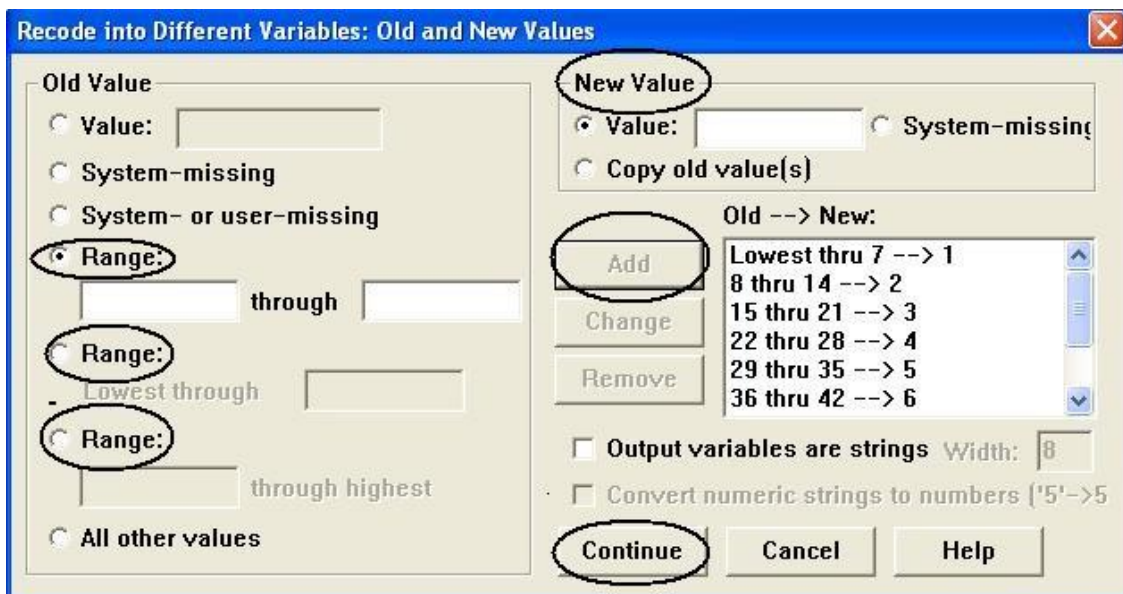 Recode into Different Variables: Old and New Values
Old Value
Value:
System-missing
System- or user-missing
Range:
through
Range:
Lowest through
Range:
through highest
All other values
New Value
Value:
System-missing
Copy old value(s)
Old --> New:
Add
Change
Remove
Lowest thru 7 --> 1
8 thru 14 --> 2
15 thru 21 --> 3
22 thru 28 --> 4
29 thru 35 --> 5
36 thru 42 --> 6
Output variables are strings Width: 8
Convert numeric strings to numbers ('5'->5
Continue Cancel Help